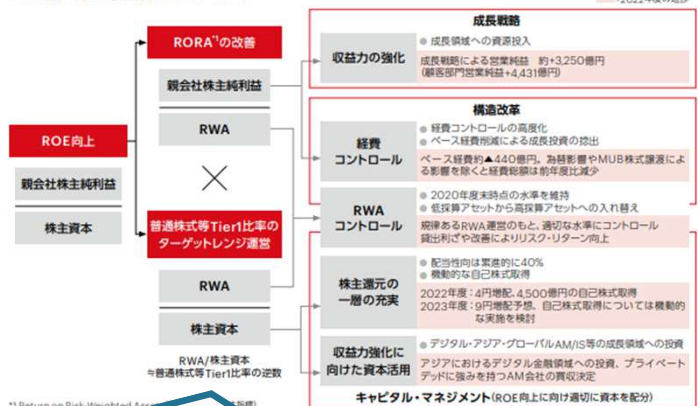 2022年度の進捗
ROE向上
親会社株主純利益
株主資本
RORA*1の改善
親会社株主純利益
RWA
×
普通株式等Tier1比率の
ターゲットレンジ運営
RWA
株主資本
RWA/株主資本
≒普通株式等Tier1比率の逆数
成長戦略
収益力の強化
● 成長領域への資源投入
成長戦略による営業純益 約+3,250億円
(顧客部門営業純益+4,431億円)
構造改革
経費
コントロール
● 経費コントロールの高度化
● ベース経費削減による成長投資の捻出
ベース経費約▲440億円。為替影響やMUB株式譲渡によ
る影響を除くと経費総額は前年度比減少
RWA
コントロール
● 2020年度末時点の水準を維持
● 低採算アセットから高採算アセットへの入れ替え
規律あるRWA運営のもと、適切な水準にコントロール
貸出利ざや改善によりリスク・リターン向上
株主還元の
一層の充実
● 配当性向は累進的に40%
● 機動的な自己株式取得
2022年度:4円増配、4,500億円の自己株式取得
2023年度:9円増配予想、自己株式取得については機動的
な実施を検討
収益力強化に
向けた資本活用
● デジタル・アジア・グローバルAM/IS等の成長領域への投資
アジアにおけるデジタル金融領域への投資、プライベート
デッドに強みを持つAM会社の買収決定
キャピタル・マネジメント(ROE向上に向け適切に資本を配分)
*1 Return on Risk-Weighted